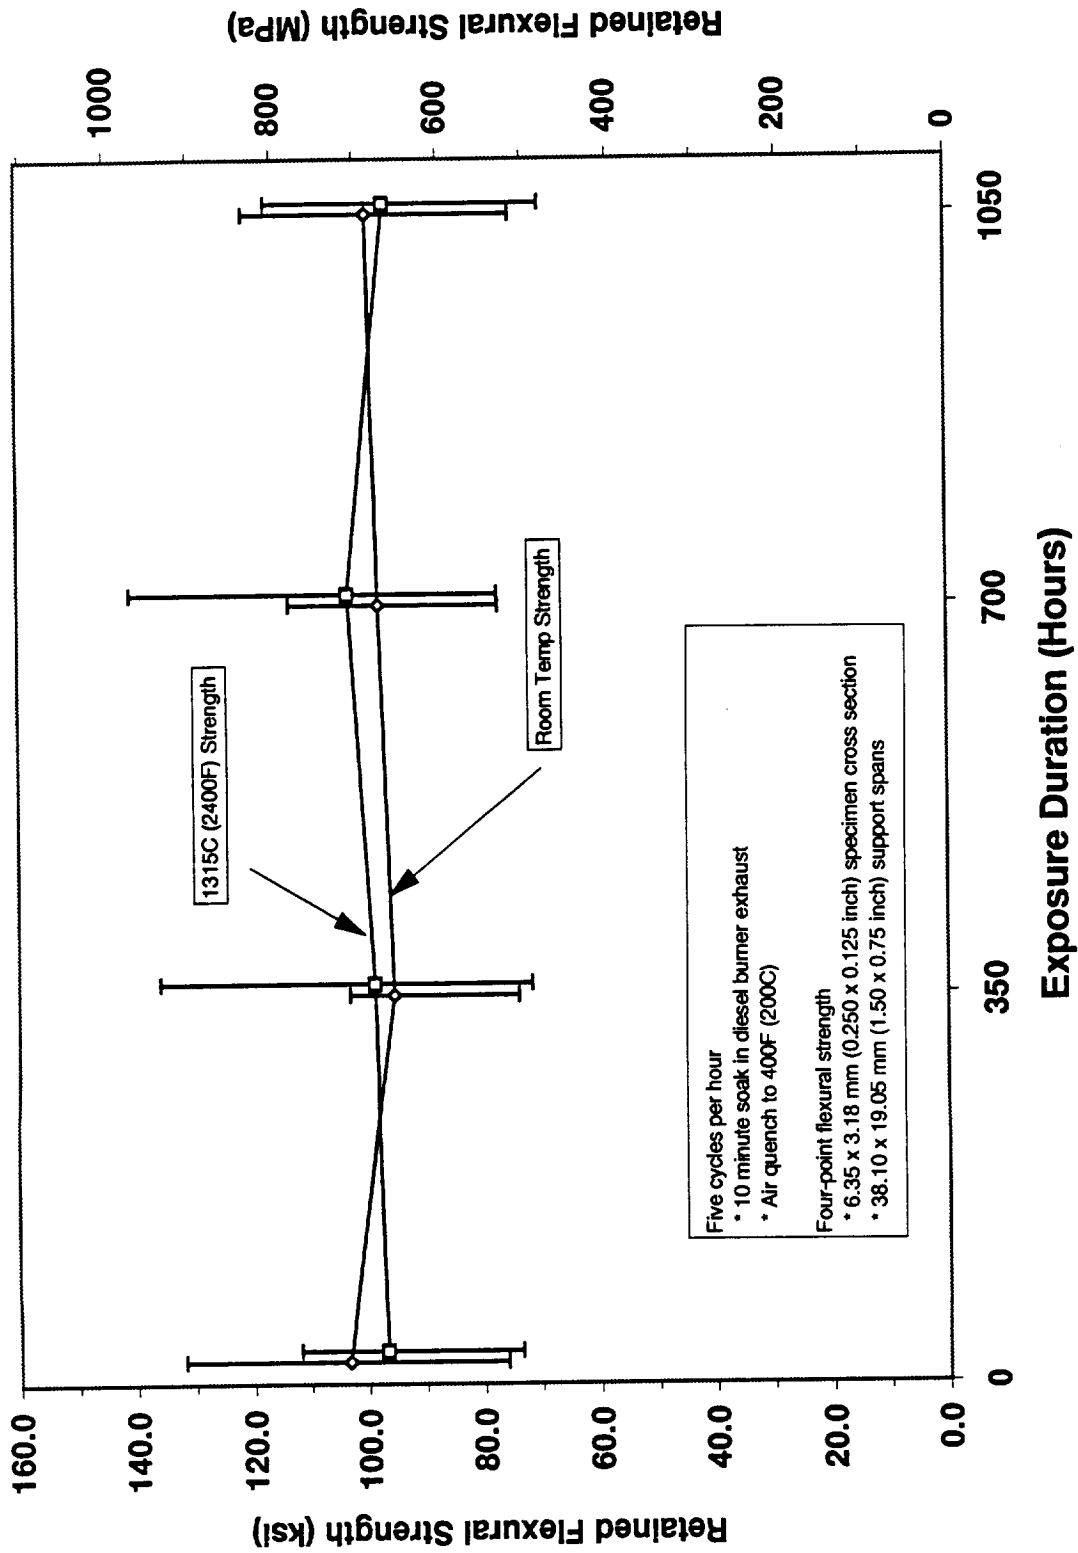 Retained Flexural Strength (MPa)
1000
800
600
400
200
0
160.0
140.0
120.0
100.0
80.0
60.0
40.0
20.0
0.0
Retained Flexural Strength (ksi)
1315C (2400F) Strength
Room Temp Strength
Five cycles per hour
* 10 minute soak in diesel burner exhaust
* Air quench to 400F (200C)
Four-point flexural strength
* 6.35 x 3.18 mm (0.250 x 0.125 inch) specimen cross section
* 38.10 x 19.05 mm (1.50 x 0.75 inch) support spans
0
350
700
1050
Exposure Duration (Hours)